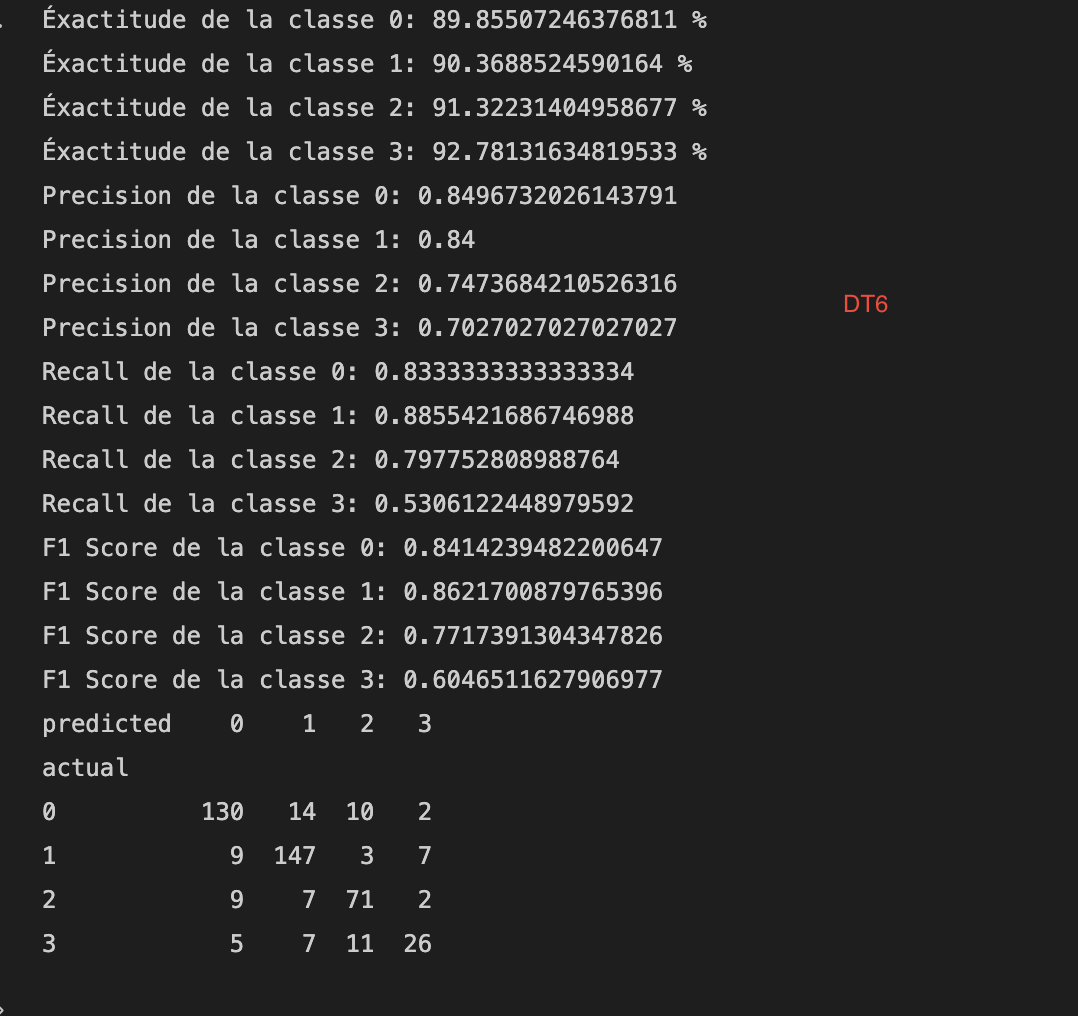 Éxactitude de la classe 0: 89.85507246376811 %
Éxactitude de la classe 1: 90.3688524590164 %
Éxactitude de la classe 2: 91.32231404958677 %
Éxactitude de la classe 3: 92.78131634819533 %
Precision de la classe 0: 0.8496732026143791
Precision de la classe 1: 0.84
Precision de la classe 2: 0.7473684210526316
DT6
Precision de la classe 3: 0.7027027027027027
Recall de la classe 0: 0.8333333333333334
Recall de la classe 1: 0.8855421686746988
Recall de la classe 2: 0.797752808988764
Recall de la classe 3: 0.5306122448979592
F1 Score de la classe 0: 0.8414239482200647
F1 Score de la classe 1: 0.8621700879765396
F1 Score de la classe 2: 0.7717391304347826
F1 Score de la classe 3: 0.6046511627906977
predicted 0 1 2 3
actual
0 130 14 10 2
1 9 147 3 7
2 9 7 71 2
3 5 7 11 26